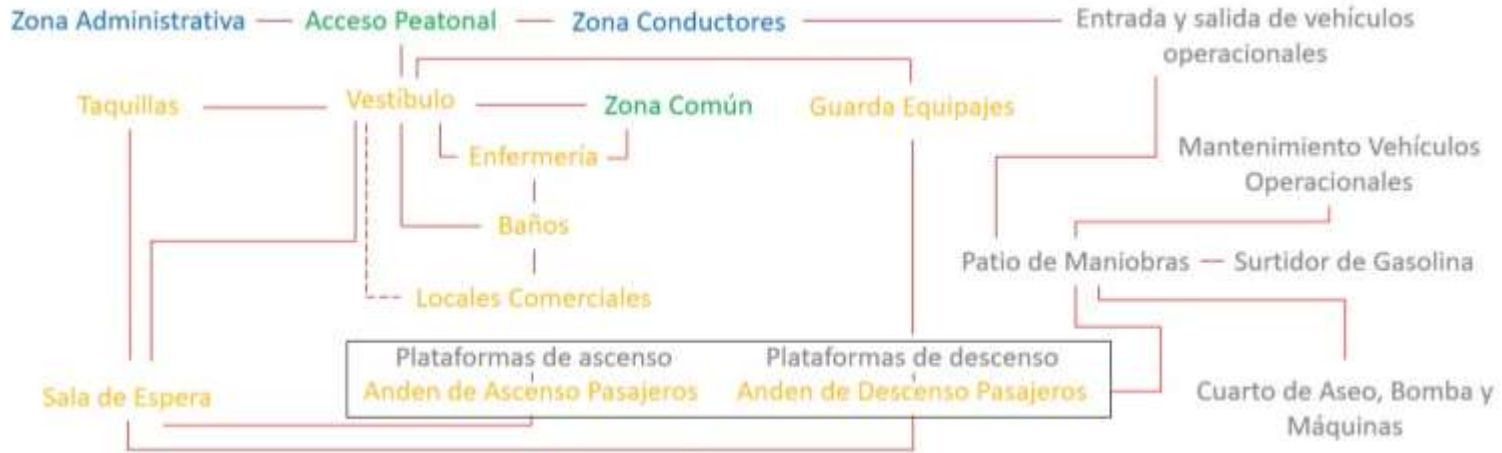 Zona Administrativa
Acceso Peatonal
Zona Conductores
Entrada y salida de vehículos
operacionales
Taquillas
Vestíbulo
Zona Común
Guarda Equipajes
Enfermería
Mantenimiento Vehículos
Operacionales
Baños
Patio de Maniobras
Surtidor de Gasolina
Locales Comerciales
Plataformas de ascenso
Plataformas de descenso
Sala de Espera
Anden de Ascenso Pasajeros
Anden de Descenso Pasajeros
Cuarto de Aseo, Bomba y
Máquinas